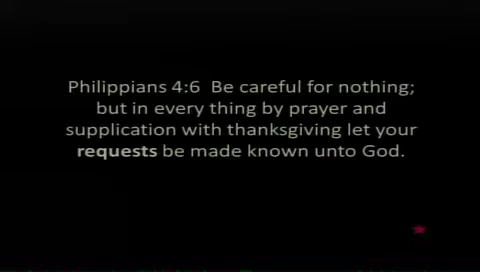 Philippians 4:6  Be careful for nothing;
but in every thing by prayer and
supplication with thanksgiving let your
requests be made known unto God.